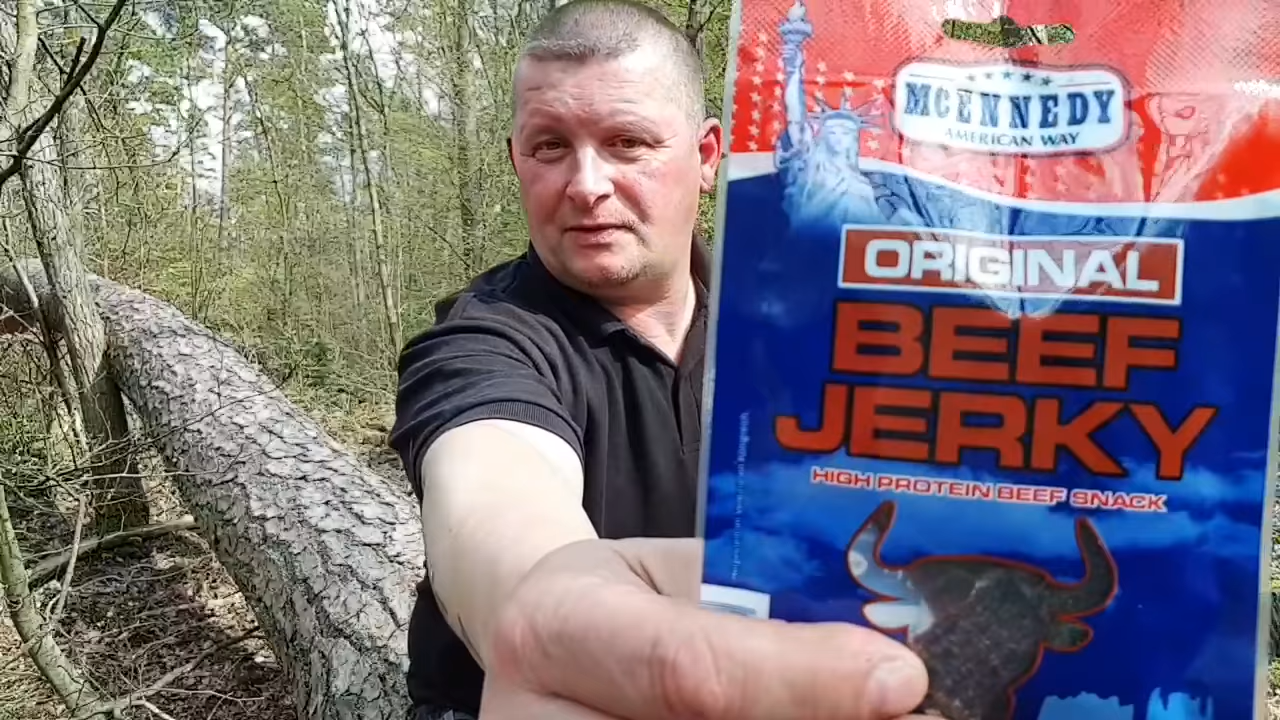 MCENNEDY
AMERICAN WAY
ORIGINAL
BEEF
JERKY
HIGH PROTEIN BEEF SNACK